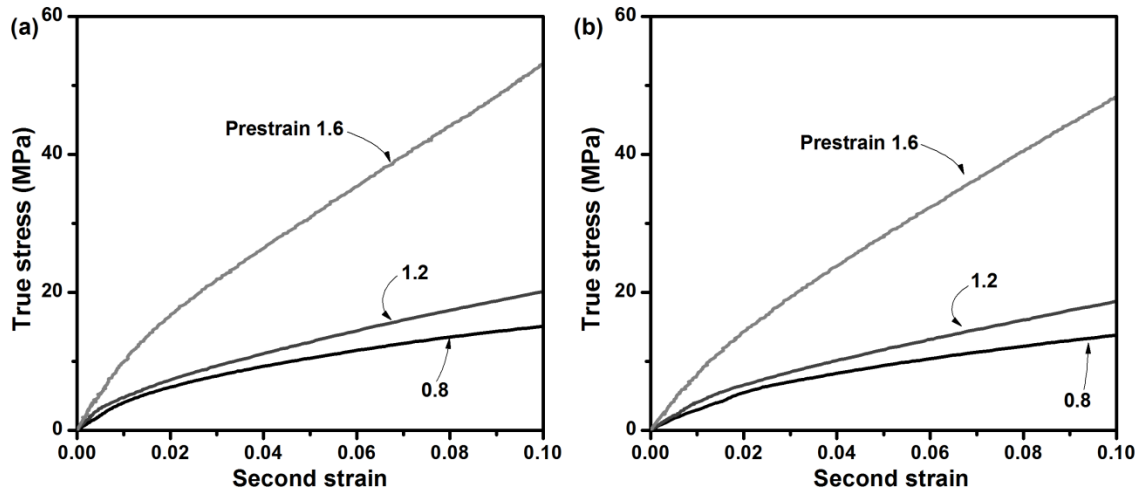 (a)
60
40
20
0
True stress (MPa)
Prestrain 1.6
1.2
0.8
0.00 0.02 0.04 0.06 0.08 0.10
Second strain
(b)
60
40
20
0
True stress (MPa)
Prestrain 1.6
1.2
0.8
0.00 0.02 0.04 0.06 0.08 0.10
Second strain